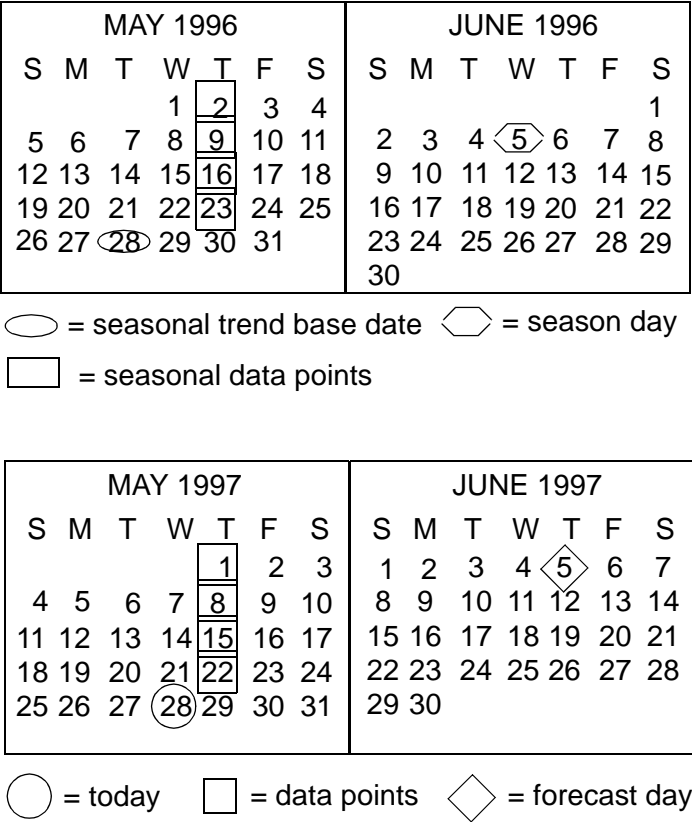 MAY 1996
S M T W T F S
1 2 3 4
5 6 7 8 9 10 11
12 13 14 15 16 17 18
19 20 21 22 23 24 25
26 27 28 29 30 31
JUNE 1996
S M T W T F S
1
2 3 4 5 6 7 8
9 10 11 12 13 14 15
16 17 18 19 20 21 22
23 24 25 26 27 28 29
30
= seasonal trend base date
= season day
= seasonal data points
MAY 1997
S M T W T F S
1 2 3
4 5 6 7 8 9 10
11 12 13 14 15 16 17
18 19 20 21 22 23 24
25 26 27 28 29 30 31
JUNE 1997
S M T W T F S
1 2 3 4 5 6 7
8 9 10 11 12 13 14
15 16 17 18 19 20 21
22 23 24 25 26 27 28
29 30
= today
= data points
= forecast day